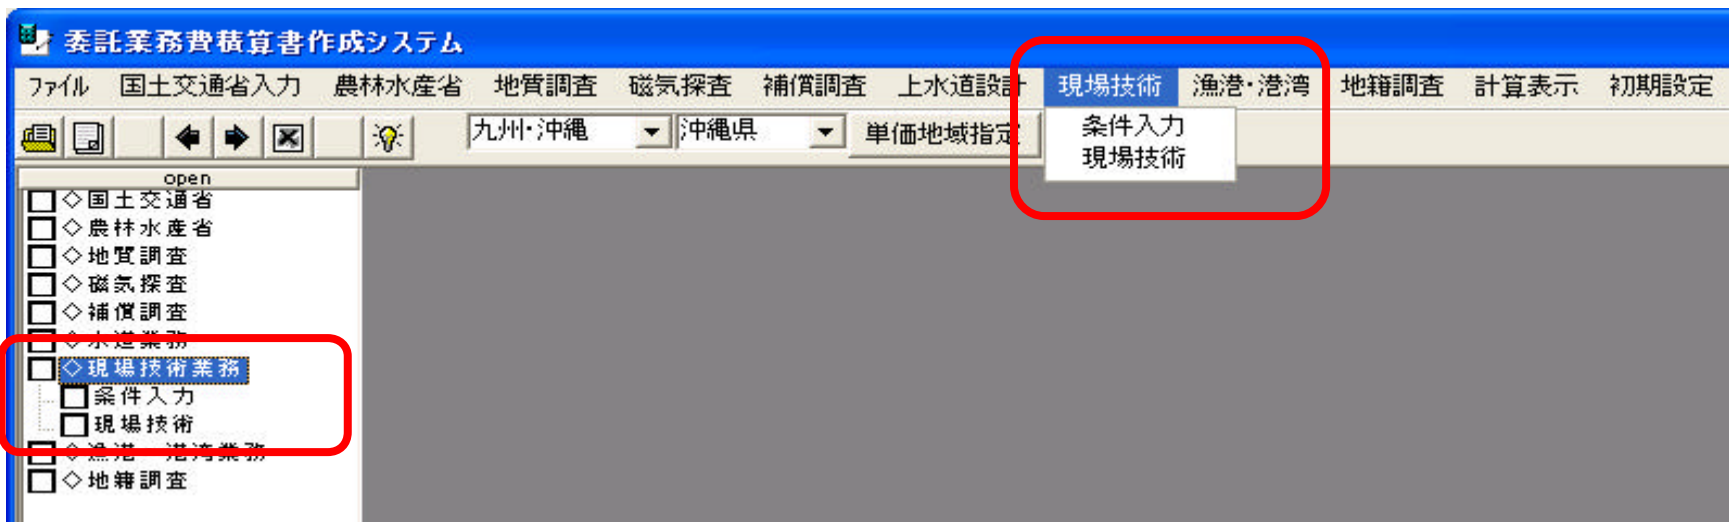 委託業務費積算書作成システム
ファイル 国土交通省入力 農林水産省 地質調査 磁気探査 補償調査 上水道設計 現場技術 漁港・港湾 地籍調査 計算表示 初期設定
九州・沖縄 沖縄県 単価地域指定
条件入力
現場技術
open
◇国土交通省
◇農林水産省
◇地質調査
◇磁気探査
◇補償調査
◇水道業務
◇現場技術業務
条件入力
現場技術
◇漁港・港湾業務
◇地籍調査